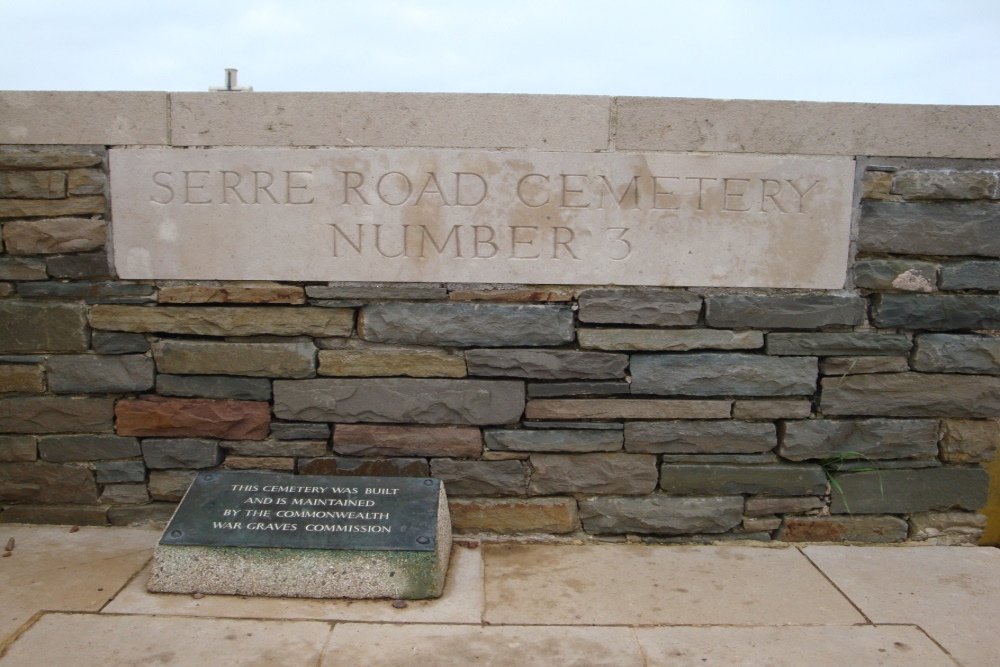 SERRE ROAD CEMETERY
NUMBER 3
THIS CEMETERY WAS BUILT
AND IS MAINTAINED
BY THE COMMONWEALTH
WAR GRAVES COMMISSION